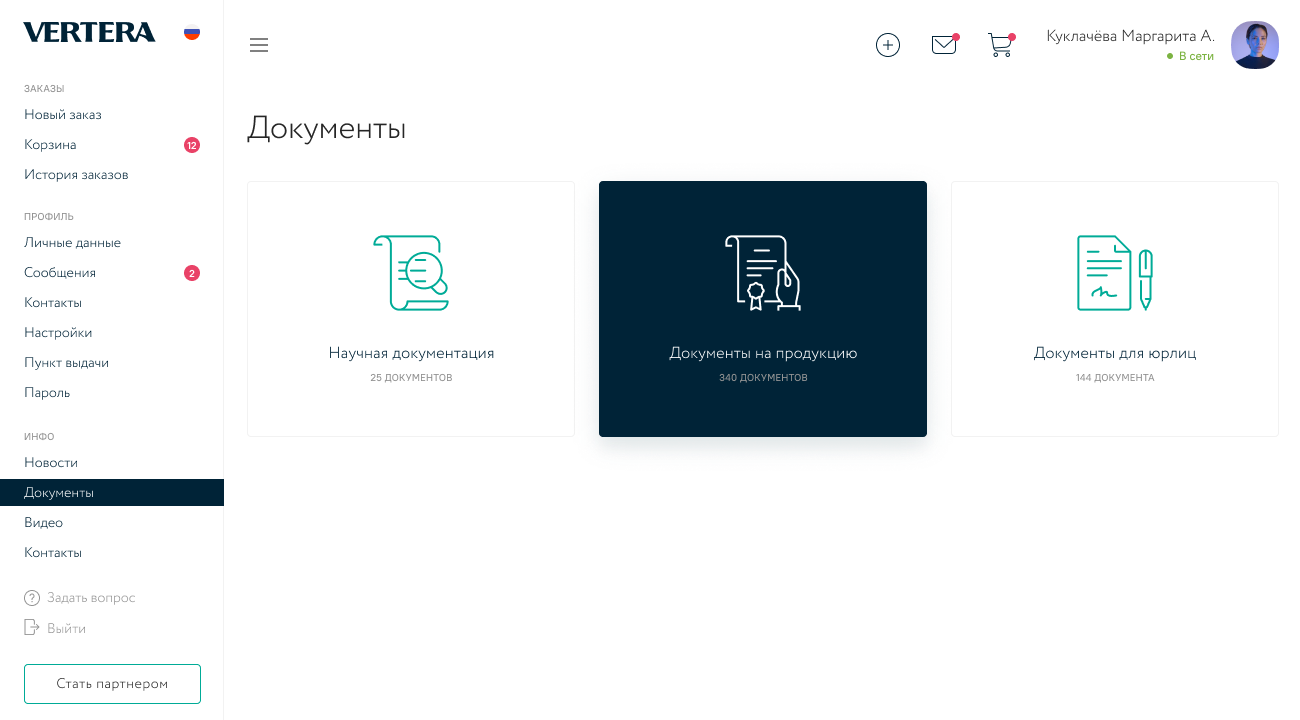 VERTERA
ЗАКАЗЫ
Новый заказ
Корзина 12
История заказов
ПРОФИЛЬ
Личные данные
Сообщения 2
Контакты
Настройки
Пункт выдачи
Пароль
ИНФО
Новости
Документы
Видео
Контакты
? Задать вопрос
Выйти
Стать партнером
Куклачёва Маргарита А.
В сети
Документы
Научная документация
25 ДОКУМЕНТОВ
Документы на продукцию
340 ДОКУМЕНТОВ
Документы для юрлиц
144 ДОКУМЕНТА